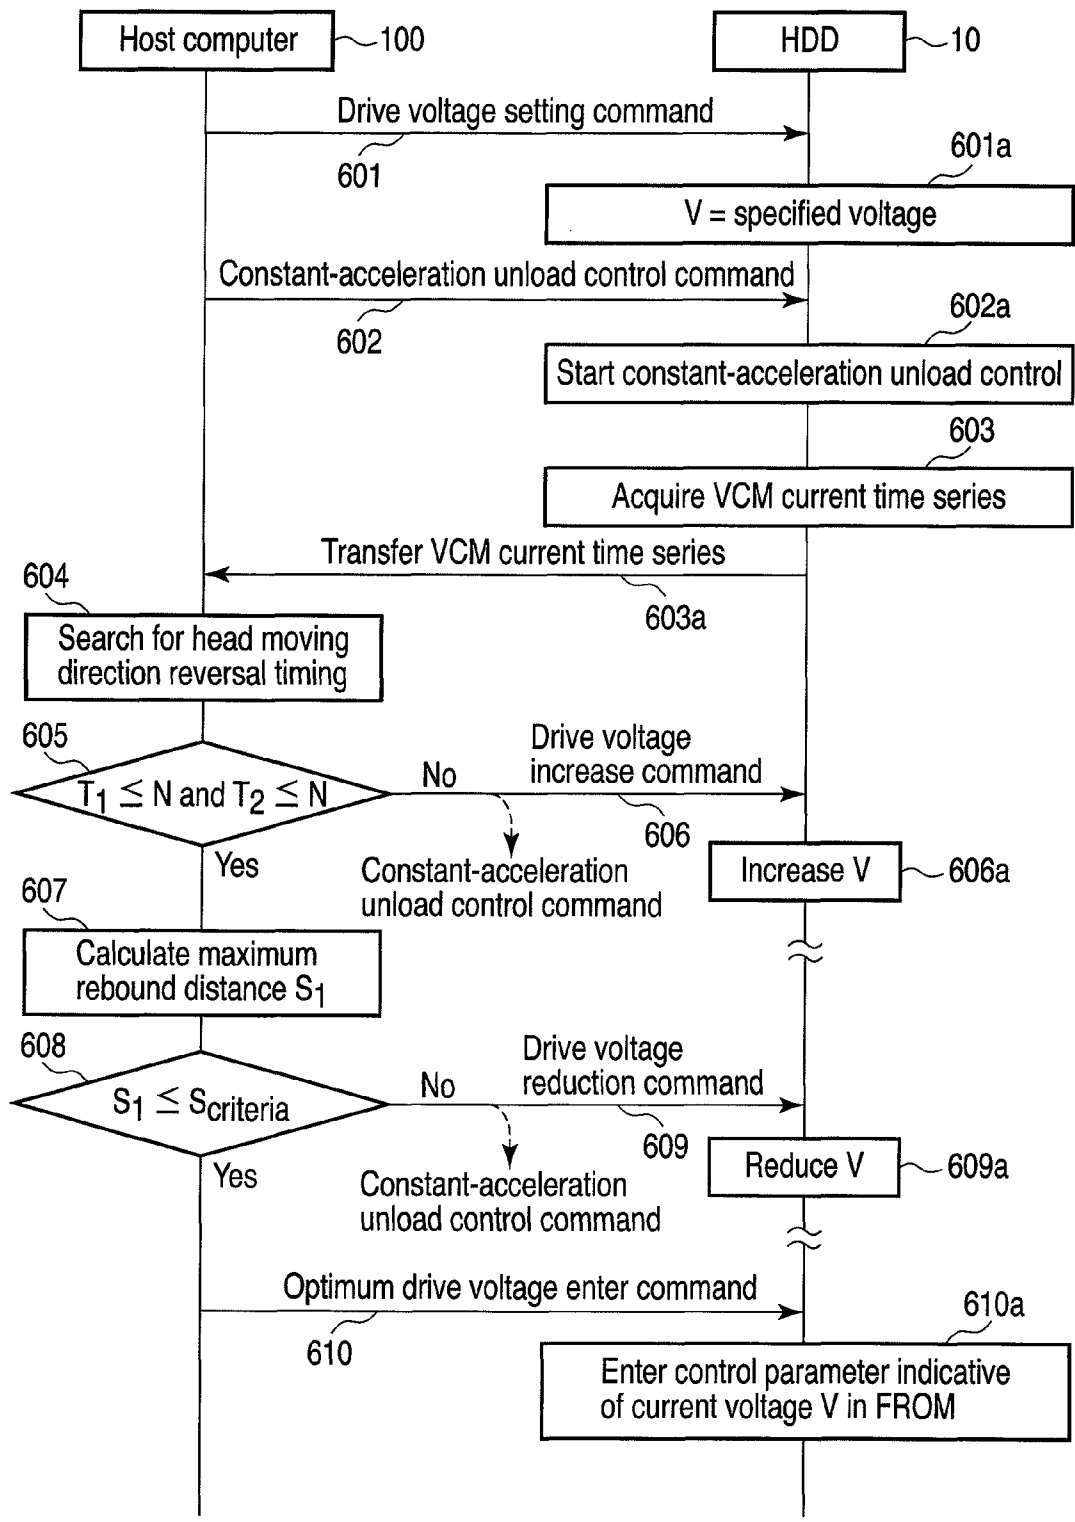 Host computer
100
HDD
10
Drive voltage setting command
601
601a
V = specified voltage
Constant-acceleration unload control command
602
602a
Start constant-acceleration unload control
603
Acquire VCM current time series
Transfer VCM current time series
603a
604
Search for head moving
direction reversal timing
605
T1 ≦ N and T2 ≦ N
No
Drive voltage
increase command
606
Yes
Constant-acceleration
unload control command
Increase V
606a
607
Calculate maximum
rebound distance S1
608
S1 ≦ Scriteria
No
Drive voltage
reduction command
609
Yes
Constant-acceleration
unload control command
Reduce V
609a
Optimum drive voltage enter command
610
610a
Enter control parameter indicative
of current voltage V in FROM